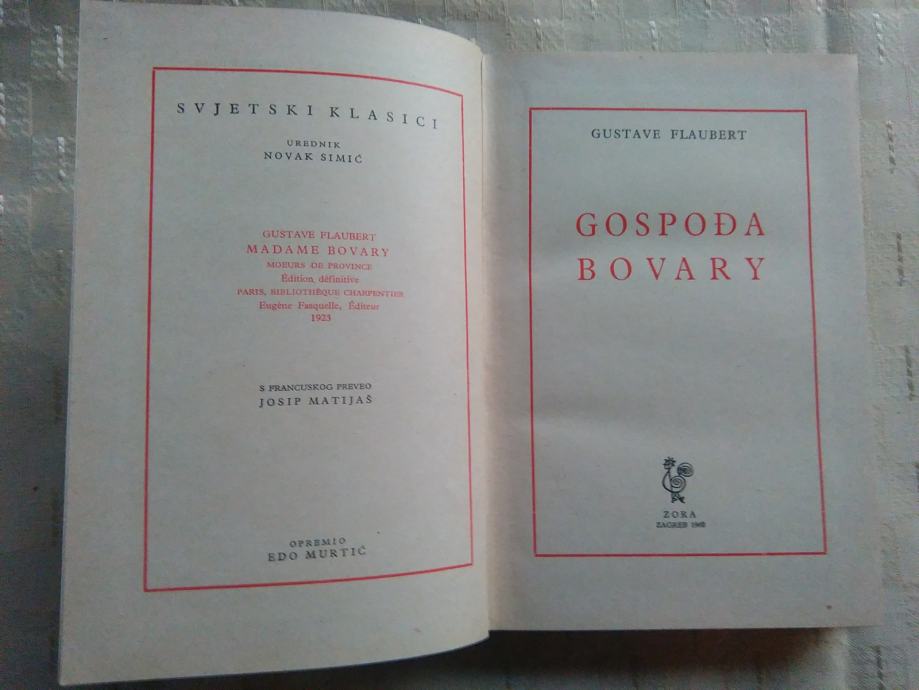 SVJETSKI KLASICI
UREDNIK
NOVAK SIMIĆ
GUSTAVE FLAUBERT
MADAME BOVARY
MOEURS DE PROVINCE
Édition définitive
PARIS, BIBLIOTHÈQUE CHARPENTIER
Eugène Fasquelle, Éditeur
1923
S FRANCUSKOG PREVEO
JOSIP MATIJAŠ
OPREMIO
EDO MURTIĆ
GUSTAVE FLAUBERT
GOSPOĐA
BOVARY
ZORA
ZAGREB